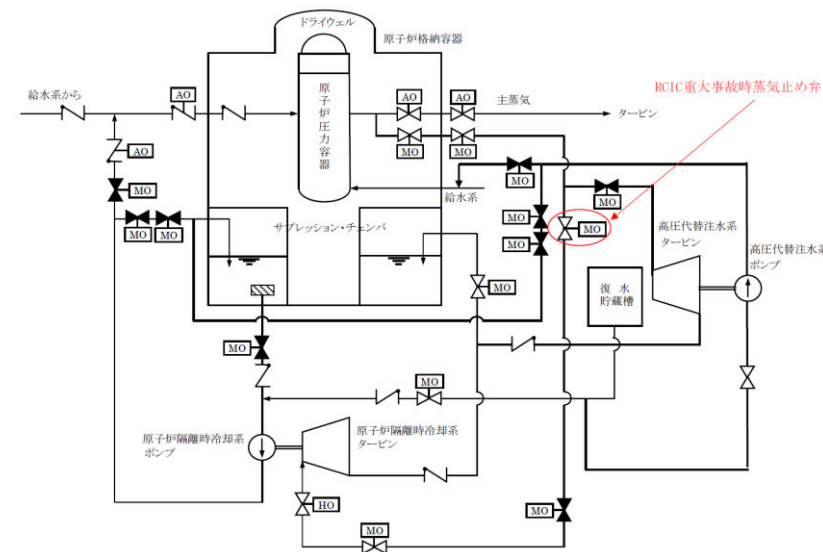 ドライウェル
原子炉格納容器
給水系から
AO
原子炉圧力容器
AO
AO
主蒸気
タービン
RCIC重大事故時蒸気止め弁
MO
MO
AO
MO
給水系
MO
MO
MO
MO
サプレッション・チェンバ
MO
MO
MO
高圧代替注水系
タービン
高圧代替注水系
ポンプ
MO
復水
貯蔵槽
MO
MO
原子炉隔離時冷却系
ポンプ
原子炉隔離時冷却系
タービン
HO
MO
MO